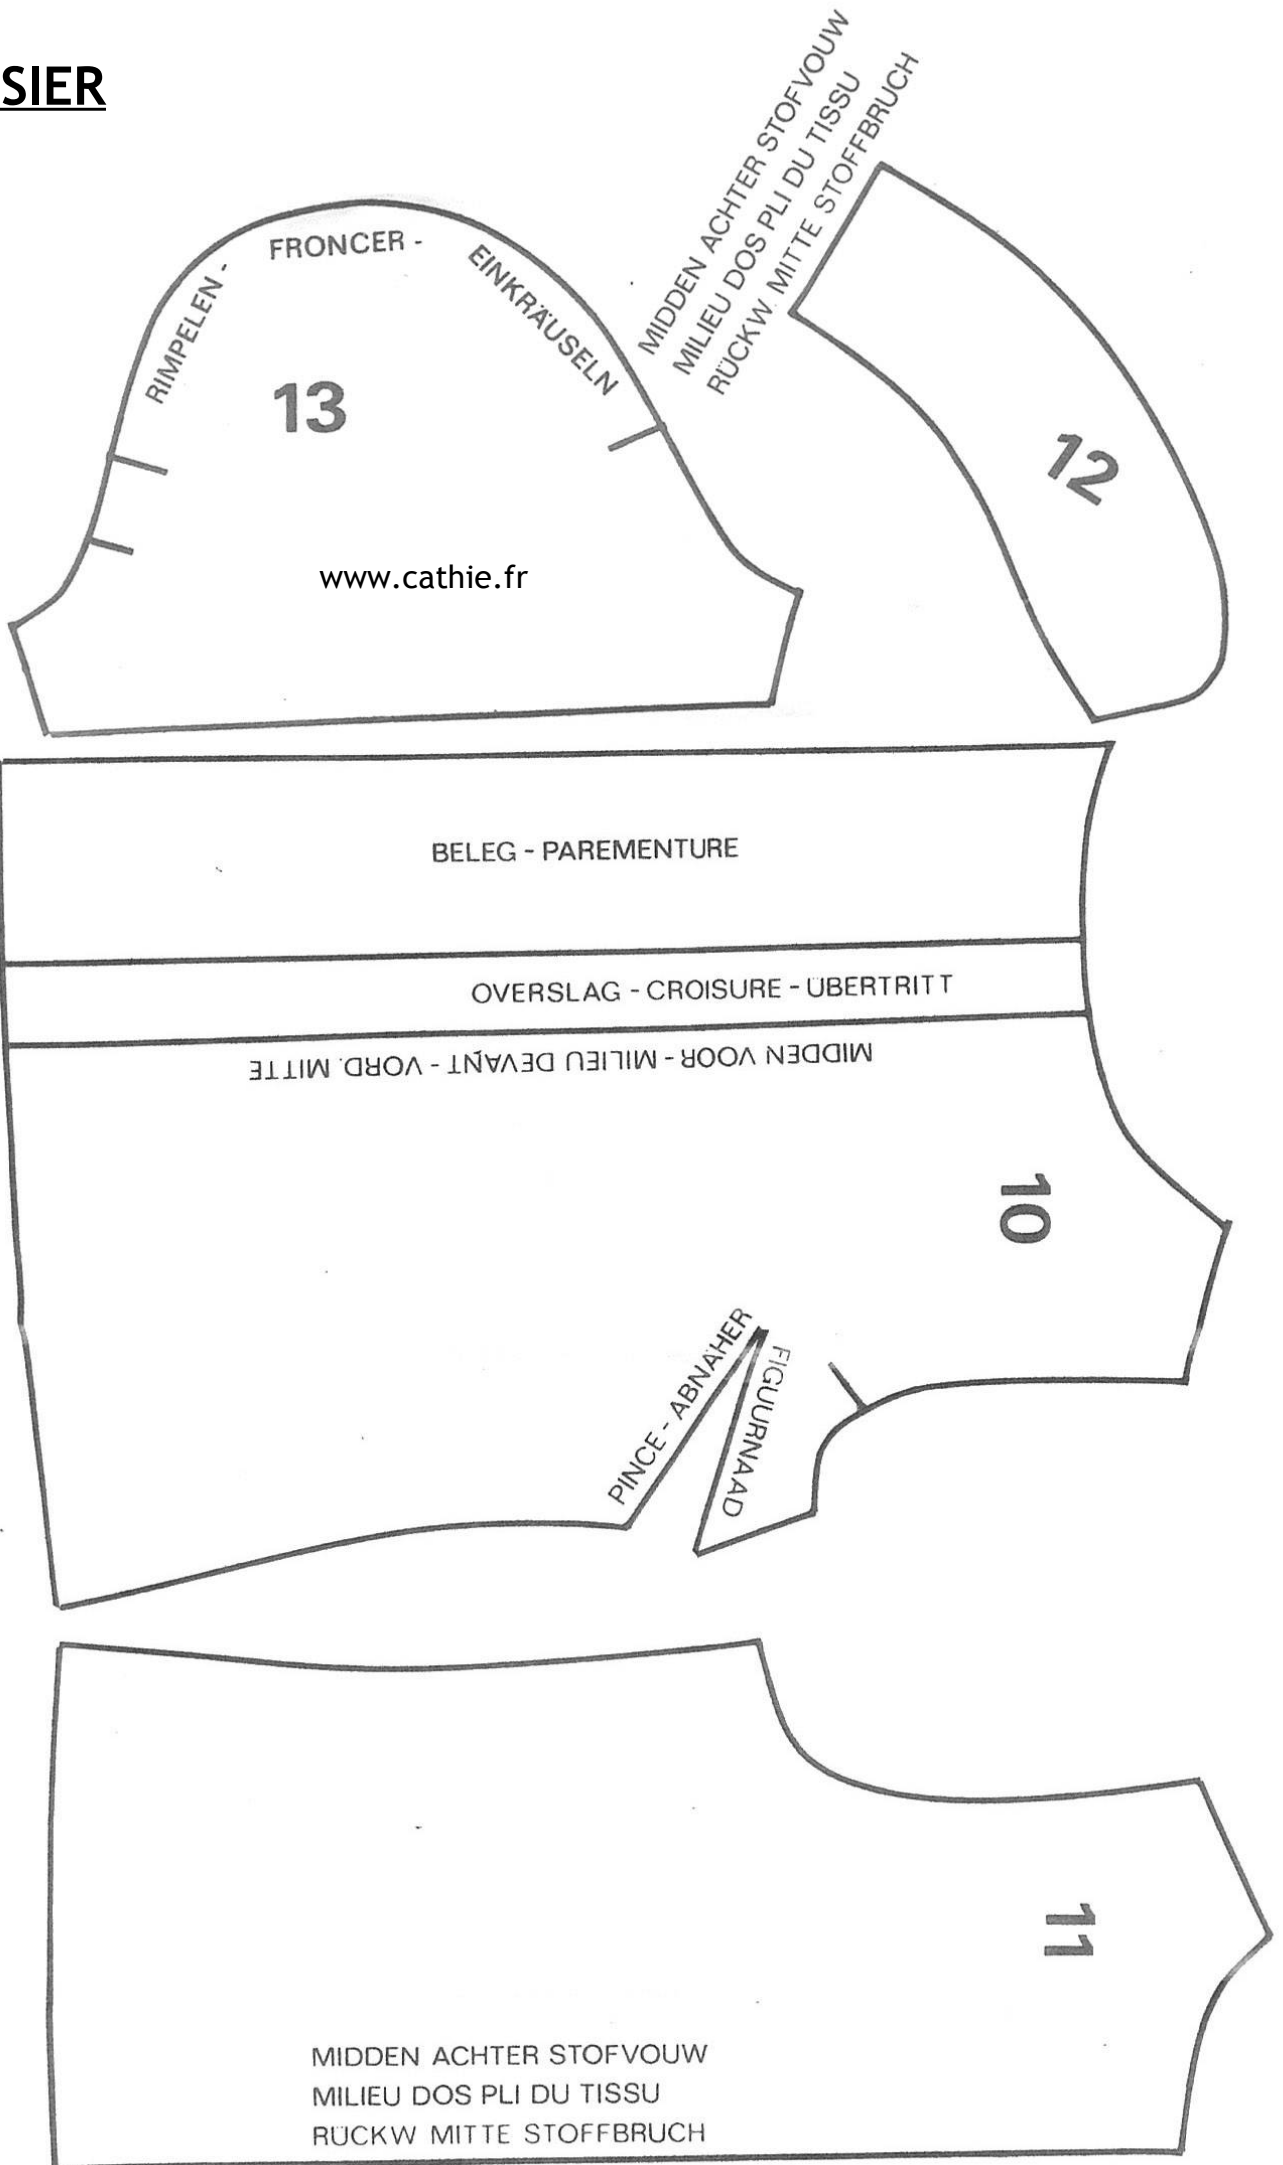 SIER
MIDDEN ACHTER STOFVOUW
MILIEU DOS PLI DU TISSU
RÜCKW. MITTE STOFFBRUCH
RIMPELEN - FRONCER - EINKRÄUSELN
13
12
www.cathie.fr
BELEG - PAREMENTURE
OVERSLAG - CROISURE - ÜBERTRITT
MIDDEN VOOR - MILIEU DEVANT - VORD. MITTE
10
PINCE - ABNÄHER
FIGUURNAAD
11
MIDDEN ACHTER STOFVOUW
MILIEU DOS PLI DU TISSU
RÜCKW MITTE STOFFBRUCH